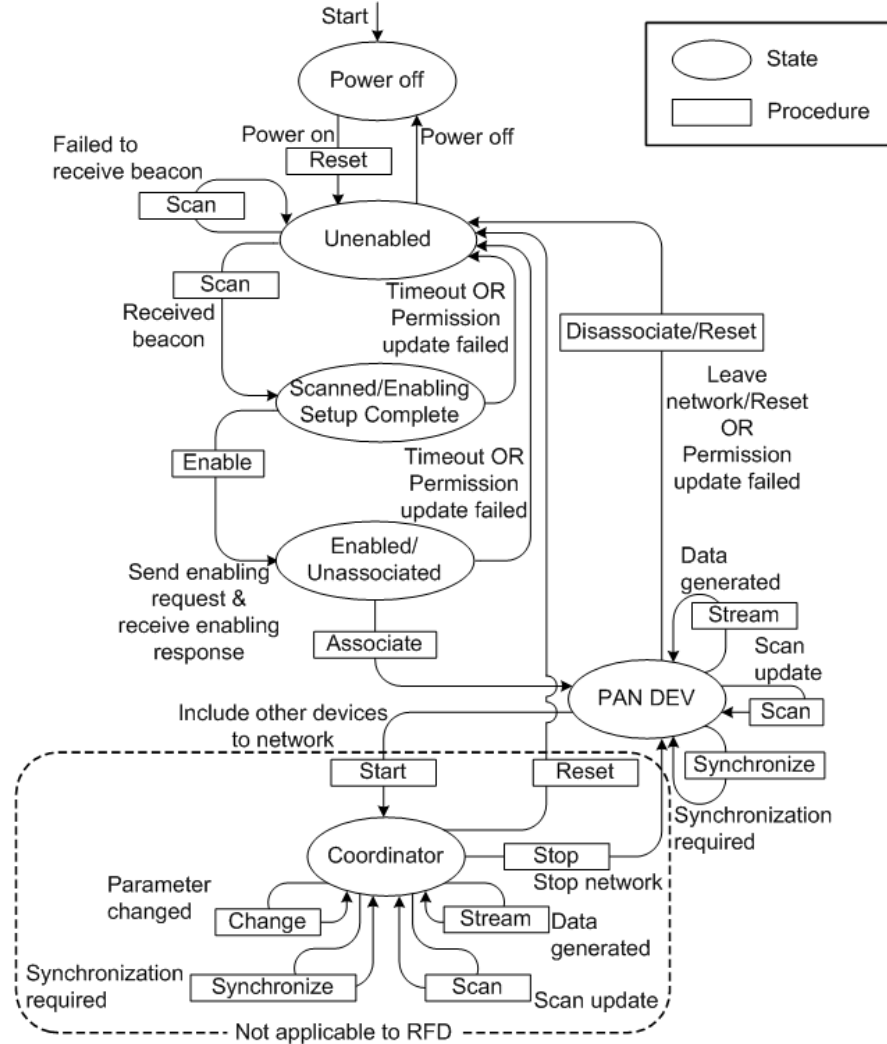 Start
Power off
State
Procedure
Power on
Reset
Power off
Failed to
receive beacon
Scan
Unenabled
Scan
Received
beacon
Timeout OR
Permission
update failed
Disassociate/Reset
Scanned/Enabling
Setup Complete
Leave
network/Reset
OR
Permission
update failed
Enable
Timeout OR
Permission
update failed
Enabled/
Unassociated
Send enabling
request &
receive enabling
response
Associate
Data
generated
Stream
Scan
update
PAN DEV
Scan
Include other devices
to network
Synchronize
Synchronization
required
Start
Reset
Coordinator
Stop
Stop network
Parameter
changed
Change
Stream
Data
generated
Synchronization
required
Synchronize
Scan
Scan update
Not applicable to RFD